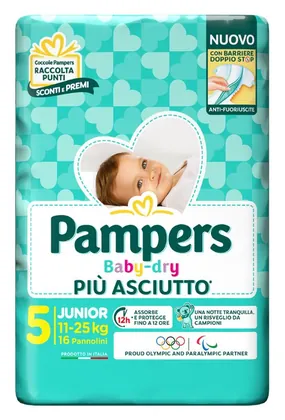 Coccole Pampers
RACCOLTA
PUNTI
SCONTI E PREMI
NUOVO
CON BARRIERE
DOPPIO STOP
ANTI-FUORIUSCITE
Pampers
Baby-dry
PIÙ ASCIUTTO*
5
JUNIOR
11-25kg
16 Pannolini
PRODOTTO IN ITALIA
12h
ASSORBE
E PROTEGGE
FINO A 12 ORE
UNA NOTTE TRANQUILLA,
UN RISVEGLIO DA
CAMPIONI
PROUD OLYMPIC AND PARALYMPIC PARTNER